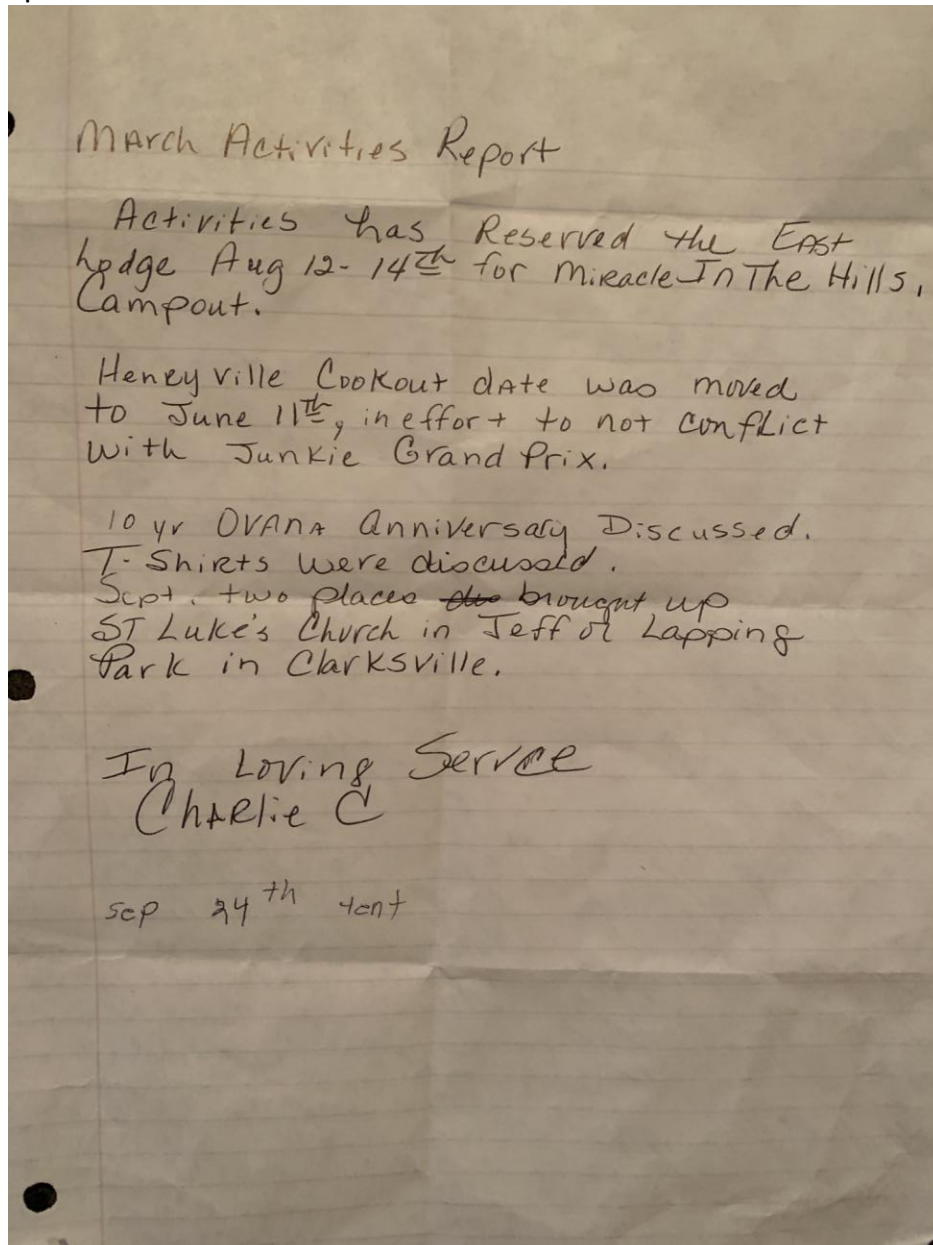 March Activities Report
Activities has Reserved the East
Lodge Aug 12-14th for Miracle In The Hills,
Campout.
Henryville Cookout date was moved
to June 11th, in effort to not conflict
with Junkie Grand Prix.
10 yr OVANA Anniversary Discussed.
T-Shirts were discussed.
Sept. two places brought up
ST Luke's Church in Jeff or Lapping
Park in Clarksville.
In Loving Service
Charlie C
sep 24th tent